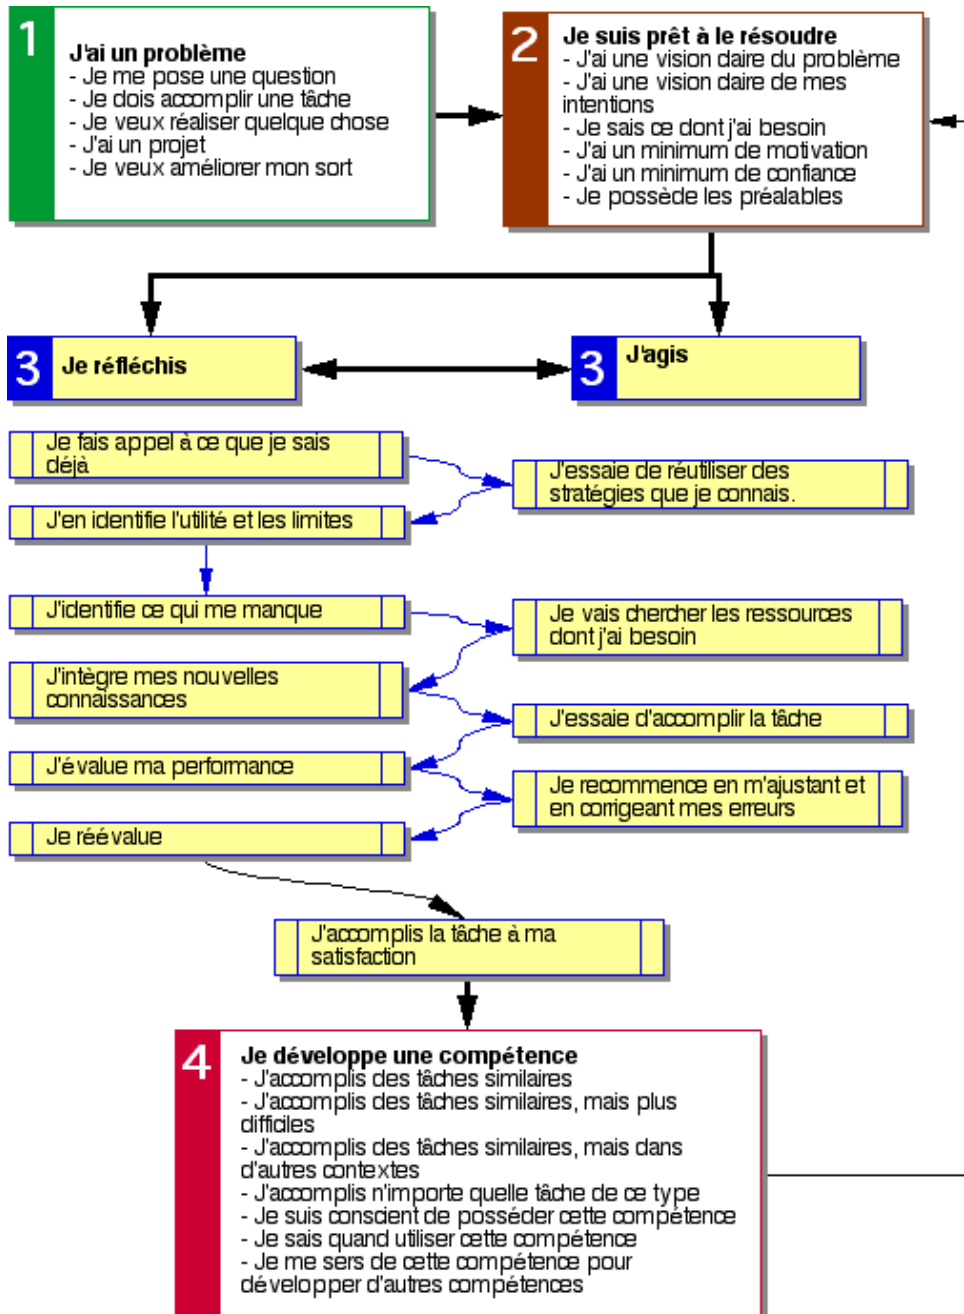 1
J'ai un problème
- Je me pose une question
- Je dois accomplir une tâche
- Je veux réaliser quelque chose
- J'ai un projet
- Je veux améliorer mon sort
2
Je suis prêt à le résoudre
- J'ai une vision claire du problème
- J'ai une vision claire de mes
intentions
- Je sais ce dont j'ai besoin
- J'ai un minimum de motivation
- J'ai un minimum de confiance
- Je possède les préalables
3
Je réfléchis
3
J'agis
Je fais appel à ce que je sais
déjà
J'essaie de réutiliser des
stratégies que je connais.
J'en identifie l'utilité et les limites
J'identifie ce qui me manque
Je vais chercher les ressources
dont j'ai besoin
J'intègre mes nouvelles
connaissances
J'essaie d'accomplir la tâche
J'évalue ma performance
Je recommence en m'ajustant et
en corrigeant mes erreurs
Je réévalue
J'accomplis la tâche à ma
satisfaction
4
Je développe une compétence
- J'accomplis des tâches similaires
- J'accomplis des tâches similaires, mais plus
difficiles
- J'accomplis des tâches similaires, mais dans
d'autres contextes
- J'accomplis n'importe quelle tâche de ce type
- Je suis conscient de posséder cette compétence
- Je sais quand utiliser cette compétence
- Je me sers de cette compétence pour
développer d'autres compétences